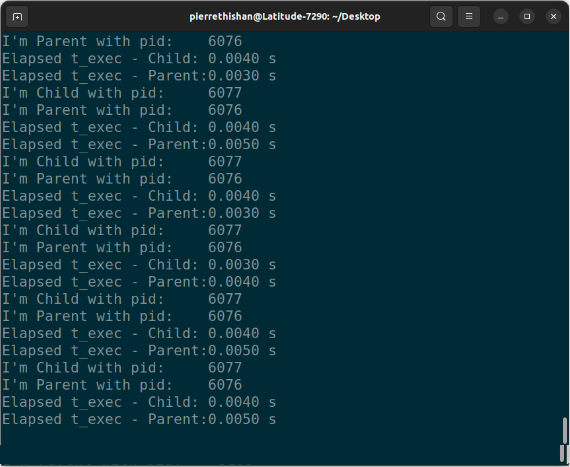 pierrethishan@Latitude-7290: ~/Desktop
I'm Parent with pid:    6076
Elapsed t_exec - Child: 0.0040 s
Elapsed t_exec - Parent:0.0030 s
I'm Child with pid:     6077
I'm Parent with pid:    6076
Elapsed t_exec - Child: 0.0040 s
Elapsed t_exec - Parent:0.0050 s
I'm Child with pid:     6077
I'm Parent with pid:    6076
Elapsed t_exec - Child: 0.0040 s
Elapsed t_exec - Parent:0.0030 s
I'm Child with pid:     6077
I'm Parent with pid:    6076
Elapsed t_exec - Child: 0.0030 s
Elapsed t_exec - Parent:0.0040 s
I'm Child with pid:     6077
I'm Parent with pid:    6076
Elapsed t_exec - Child: 0.0040 s
Elapsed t_exec - Parent:0.0050 s
I'm Child with pid:     6077
I'm Parent with pid:    6076
Elapsed t_exec - Child: 0.0040 s
Elapsed t_exec - Parent:0.0050 s